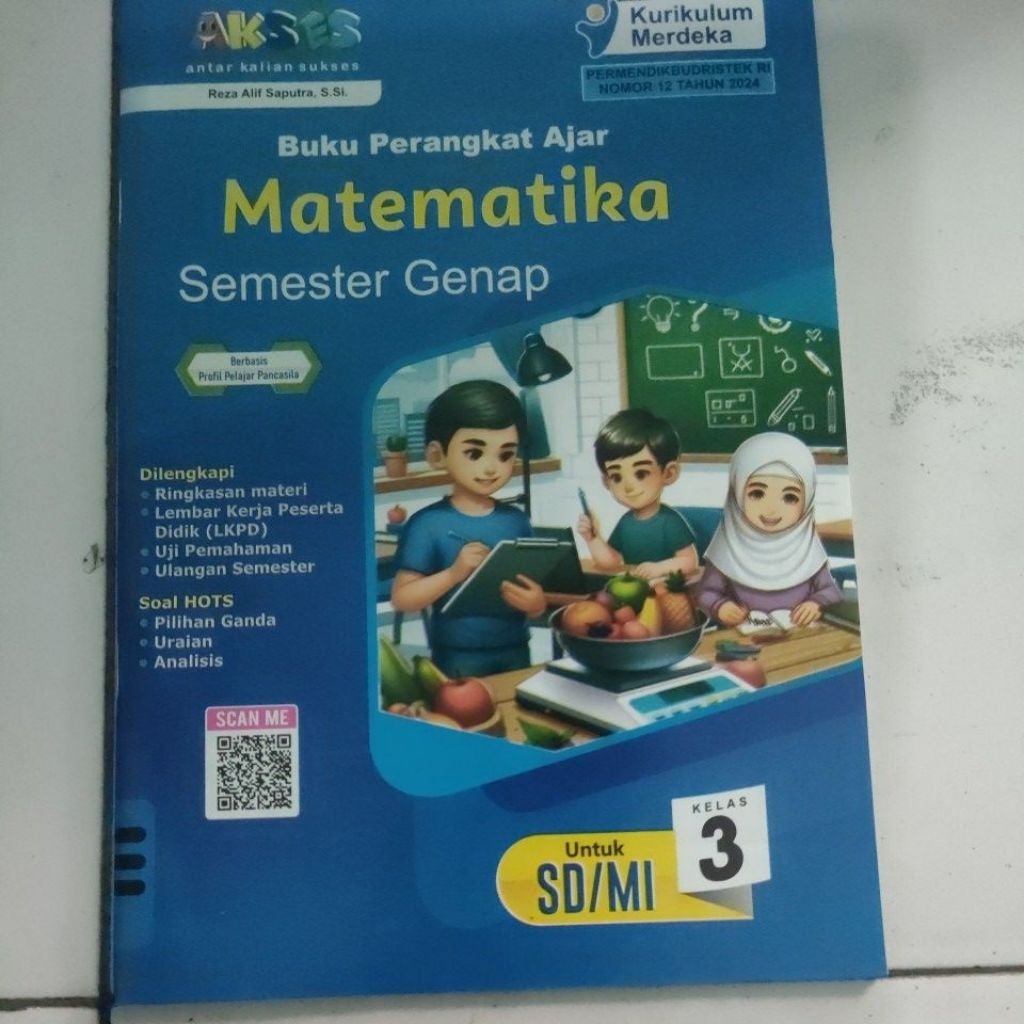 AKSES
antar kalian sukses
Reza Alif Saputra, S.Si.
Kurikulum
Merdeka
PERMENDIKBUDRISTEK RI
NOMOR 12 TAHUN 2024
Buku Perangkat Ajar
Matematika
Semester Genap
Berbasis
Profil Pelajar Pancasila
Dilengkapi
• Ringkasan materi
• Lembar Kerja Peserta
Didik (LKPD)
• Uji Pemahaman
• Ulangan Semester
Soal HOTS
• Pilihan Ganda
• Uraian
• Analisis
SCAN ME
KELAS
3
Untuk
SD/MI